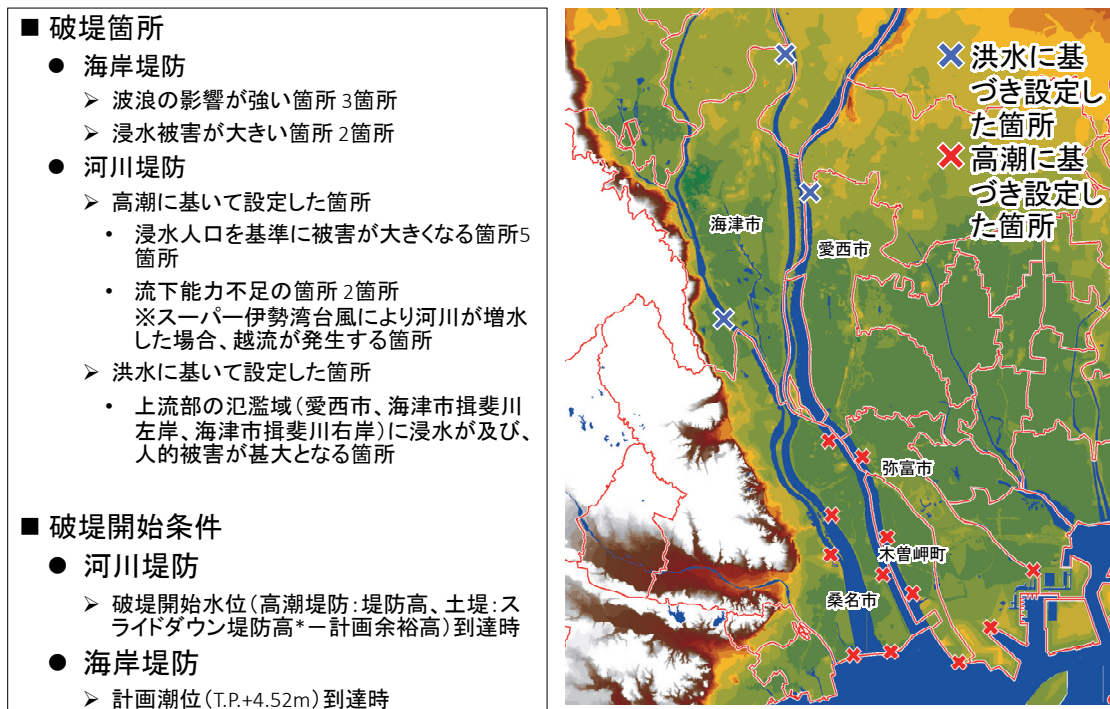 ■ 破堤箇所
● 海岸堤防
➢ 波浪の影響が強い箇所 3箇所
➢ 浸水被害が大きい箇所 2箇所
● 河川堤防
➢ 高潮に基いて設定した箇所
• 浸水人口を基準に被害が大きくなる箇所5
箇所
• 流下能力不足の箇所 2箇所
※スーパー伊勢湾台風により河川が増水
した場合、越流が発生する箇所
➢ 洪水に基いて設定した箇所
• 上流部の氾濫域(愛西市、海津市揖斐川
左岸、海津市揖斐川右岸)に浸水が及び、
人的被害が甚大となる箇所
■ 破堤開始条件
● 河川堤防
➢ 破堤開始水位(高潮堤防:堤防高、土堤:ス
ライドダウン堤防高*-計画余裕高)到達時
● 海岸堤防
➢ 計画潮位(T.P.+4.52m)到達時
洪水に基
づき設定し
た箇所
高潮に基
づき設定し
た箇所
海津市
愛西市
弥富市
木曽岬町
桑名市